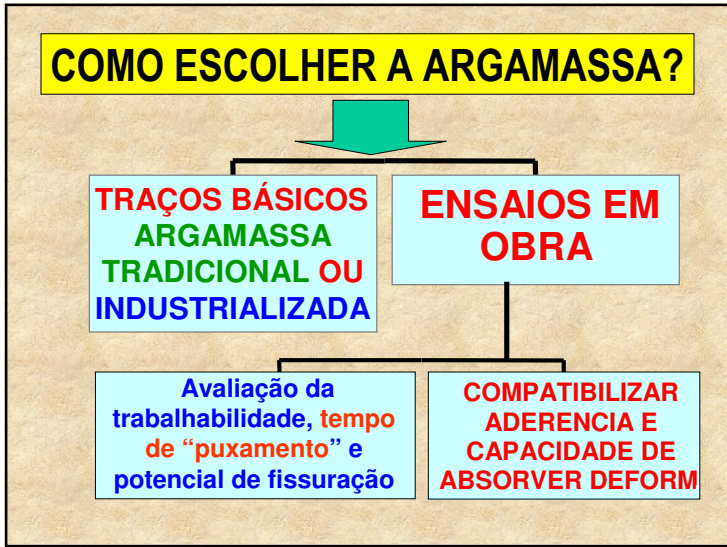 COMO ESCOLHER A ARGAMASSA?
TRAÇOS BÁSICOS
ARGAMASSA
TRADICIONAL OU
INDUSTRIALIZADA
ENSAIOS EM
OBRA
Avaliação da
trabalhabilidade, tempo
de “puxamento” e
potencial de fissuração
COMPATIBILIZAR
ADERENCIA E
CAPACIDADE DE
ABSORVER DEFORM